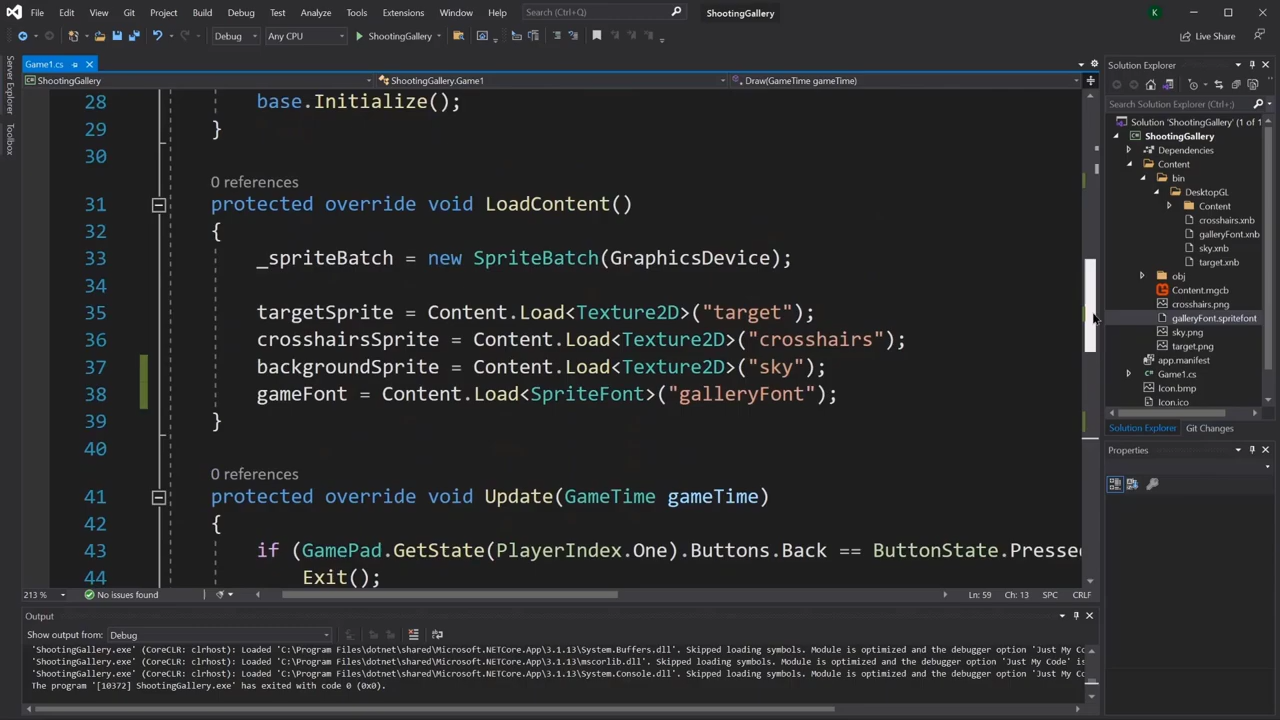 File Edit View Git Project Build Debug Test Analyze Tools Extensions Window Help Search (Ctrl+Q) ShootingGallery K
Debug Any CPU ShootingGallery Live Share
Server Explorer
Toolbox
Game1.cs
ShootingGallery ShootingGallery.Game1 Draw(GameTime gameTime)
28 base.Initialize();
29 }
30
0 references
31 protected override void LoadContent()
32 {
33 _spriteBatch = new SpriteBatch(GraphicsDevice);
34
35 targetSprite = Content.Load<Texture2D>("target");
36 crosshairsSprite = Content.Load<Texture2D>("crosshairs");
37 backgroundSprite = Content.Load<Texture2D>("sky");
38 gameFont = Content.Load<SpriteFont>("galleryFont");
39 }
40
0 references
41 protected override void Update(GameTime gameTime)
42 {
43 if (GamePad.GetState(PlayerIndex.One).Buttons.Back == ButtonState.Pressed
44 Exit();
213 % No issues found Ln: 59 Ch: 13 SPC CRLF
Output
Show output from: Debug
'ShootingGallery.exe' (CoreCLR: clrhost): Loaded 'C:\Program Files\dotnet\shared\Microsoft.NETCore.App\3.1.13\System.Buffers.dll'. Skipped loading symbols. Module is optimized and the debugger option 'Just My Co
'ShootingGallery.exe' (CoreCLR: clrhost): Loaded 'C:\Program Files\dotnet\shared\Microsoft.NETCore.App\3.1.13\mscorlib.dll'. Skipped loading symbols. Module is optimized and the debugger option 'Just My Code' is
'ShootingGallery.exe' (CoreCLR: clrhost): Loaded 'C:\Program Files\dotnet\shared\Microsoft.NETCore.App\3.1.13\System.Console.dll'. Skipped loading symbols. Module is optimized and the debugger option 'Just My Co
The program '[10372] ShootingGallery.exe' has exited with code 0 (0x0).
Solution Explorer
Search Solution Explorer (Ctrl+;)
Solution 'ShootingGallery' (1 of 1
ShootingGallery
Dependencies
Content
bin
DesktopGL
Content
crosshairs.xnb
galleryFont.xnb
sky.xnb
target.xnb
obj
Content.mgcb
crosshairs.png
galleryFont.spritefont
sky.png
target.png
app.manifest
Game1.cs
Icon.bmp
Icon.ico
Solution Explorer Git Changes
Properties